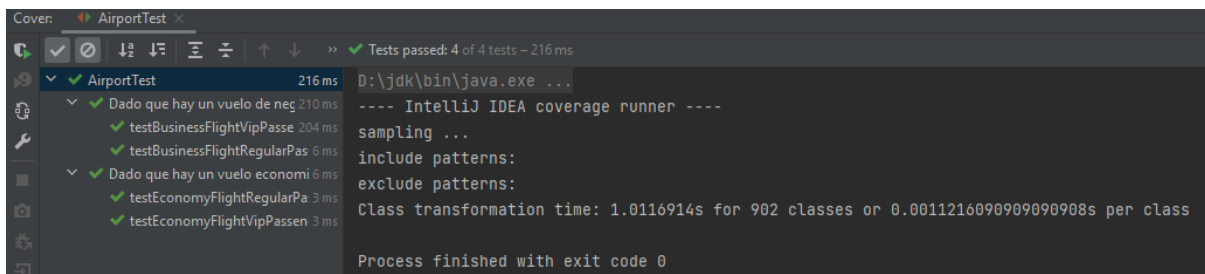 Cover: AirportTest
Tests passed: 4 of 4 tests – 216 ms
AirportTest 216 ms
Dado que hay un vuelo de neg 210 ms
testBusinessFlightVipPasse 204 ms
testBusinessFlightRegularPas 6 ms
Dado que hay un vuelo economi 6 ms
testEconomyFlightRegularPa 3 ms
testEconomyFlightVipPassen 3 ms
D:\jdk\bin\java.exe ...
---- IntelliJ IDEA coverage runner ----
sampling ...
include patterns:
exclude patterns:
Class transformation time: 1.0116914s for 902 classes or 0.0011216090909090908s per class
Process finished with exit code 0